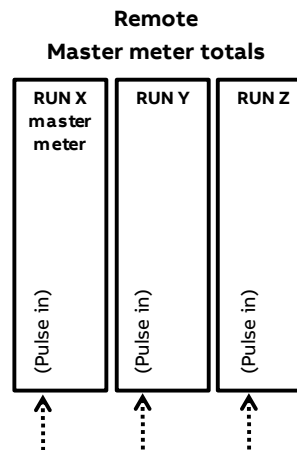 Remote
Master meter totals
RUN X
master
meter
RUN Y
RUN Z
(Pulse in)
(Pulse in)
(Pulse in)